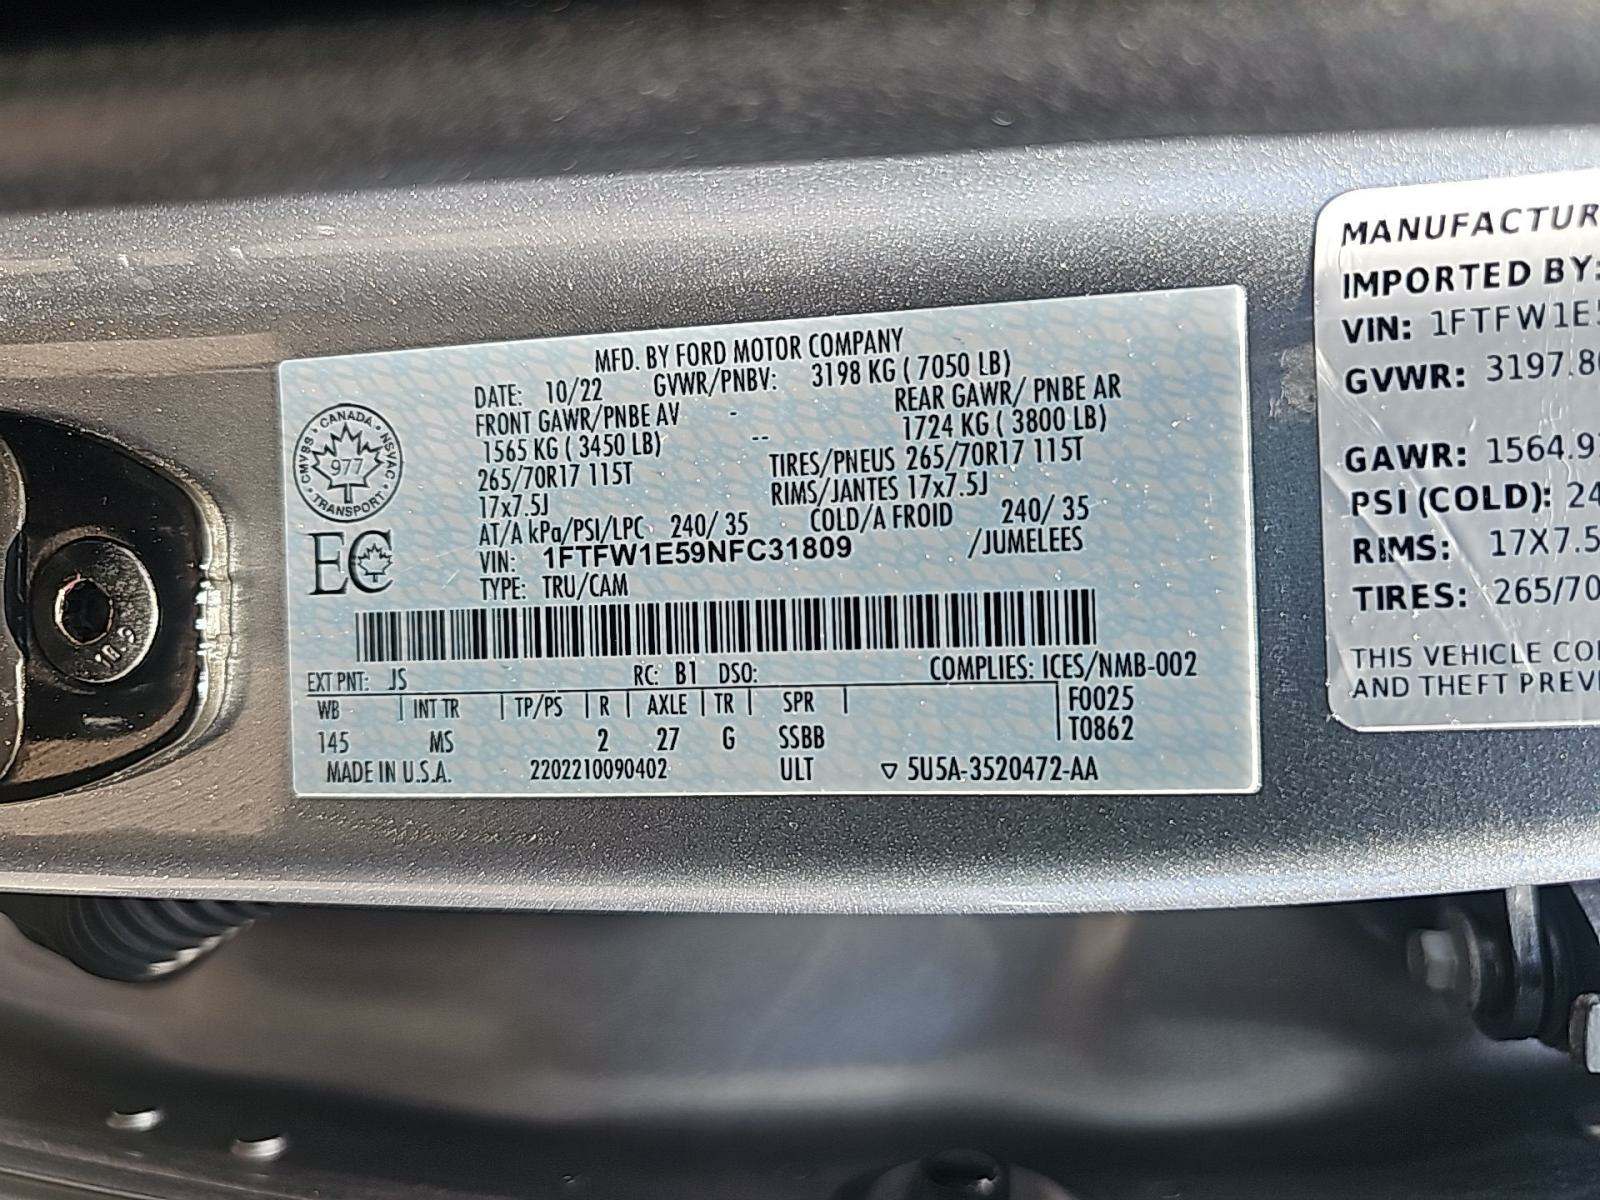 MFD. BY FORD MOTOR COMPANY
DATE: 10/22 GVWR/PNBV: 3198 KG ( 7050 LB)
FRONT GAWR/PNBE AV - REAR GAWR/ PNBE AR
1565 KG ( 3450 LB) -- 1724 KG ( 3800 LB)
265/70R17 115T TIRES/PNEUS 265/70R17 115T
17x7.5J RIMS/JANTES 17x7.5J
AT/A kPa/PSI/LPC 240/ 35 COLD/A FROID 240/ 35
VIN: 1FTFW1E59NFC31809 /JUMELEES
TYPE: TRU/CAM
CANADA
CMVSS NSVAC
977
TRANSPORT
EC
EXT PNT: JS RC: B1 DSO: COMPLIES: ICES/NMB-002
WB INT TR TP/PS R AXLE TR SPR F0025
145 MS 2 27 G SSBB T0862
MADE IN U.S.A. 2202210090402 ULT ▽ 5U5A-3520472-AA
MANUFACTUR
IMPORTED BY:
VIN: 1FTFW1E5
GVWR: 3197.8
GAWR: 1564.9
PSI (COLD): 24
RIMS: 17X7.5
TIRES: 265/70
THIS VEHICLE CO
AND THEFT PREV